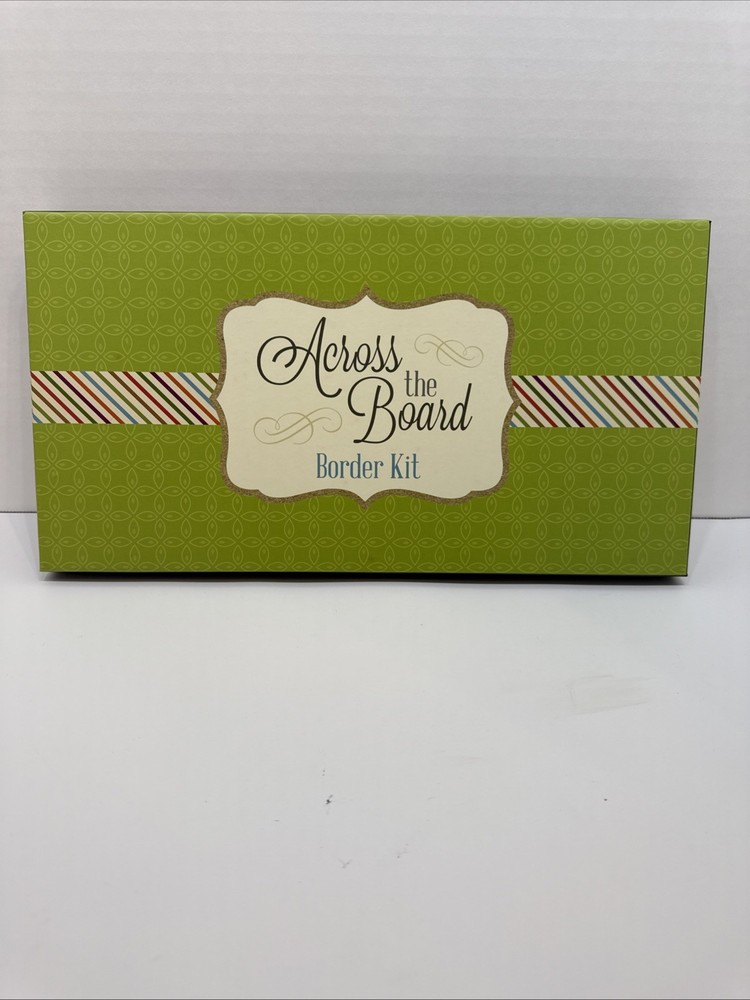 Across
the
Board
Border Kit